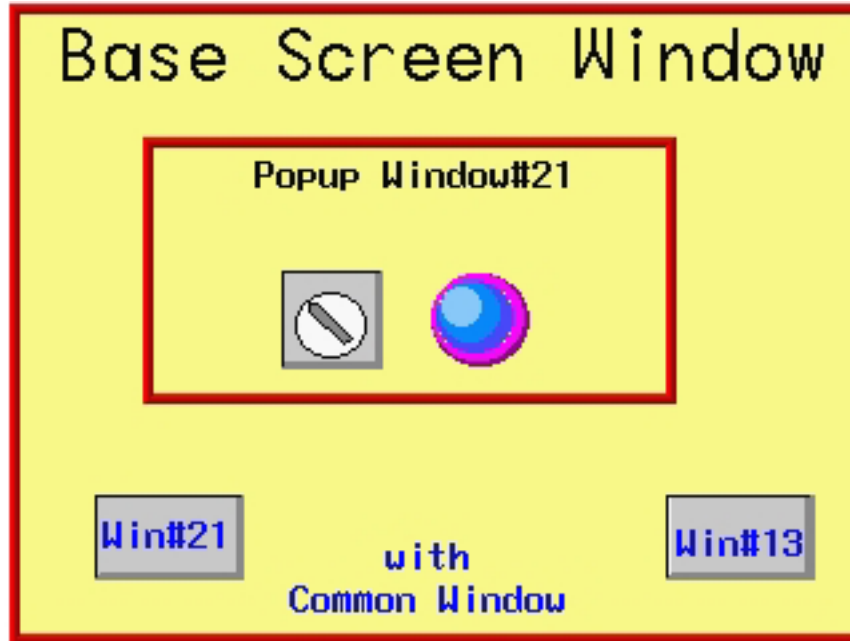 Base Screen Window
Popup Window#21
Win#21
Win#13
with
Common Window